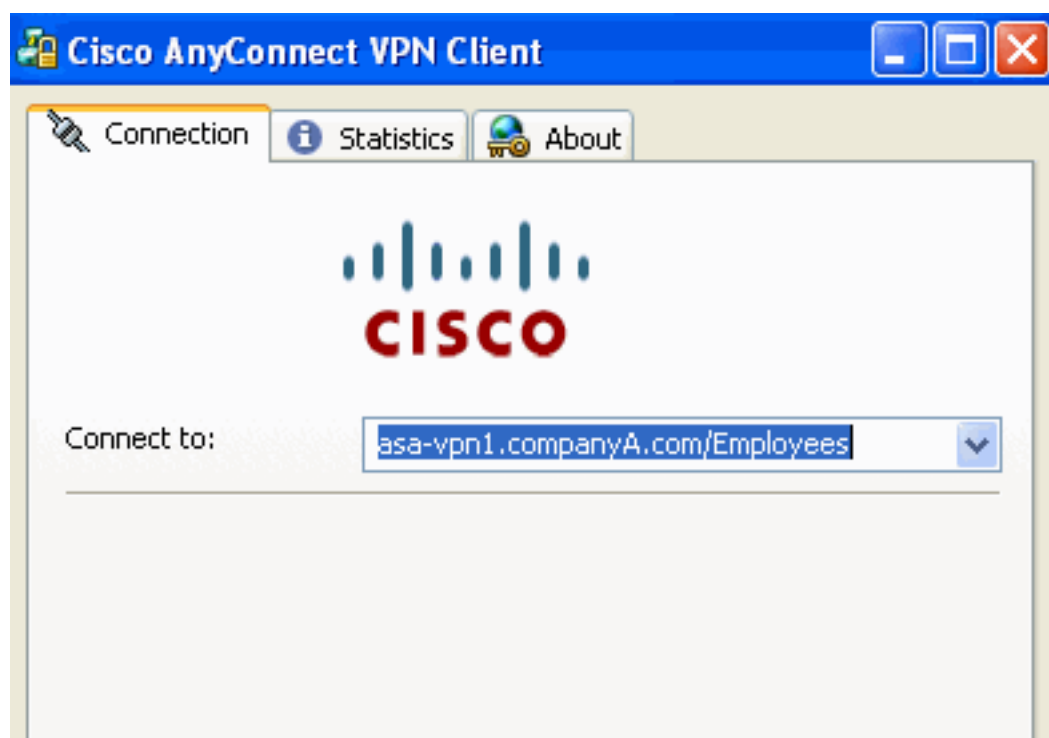 Cisco AnyConnect VPN Client
Connection Statistics About
CISCO
Connect to: asa-vpn1.companyA.com/Employees